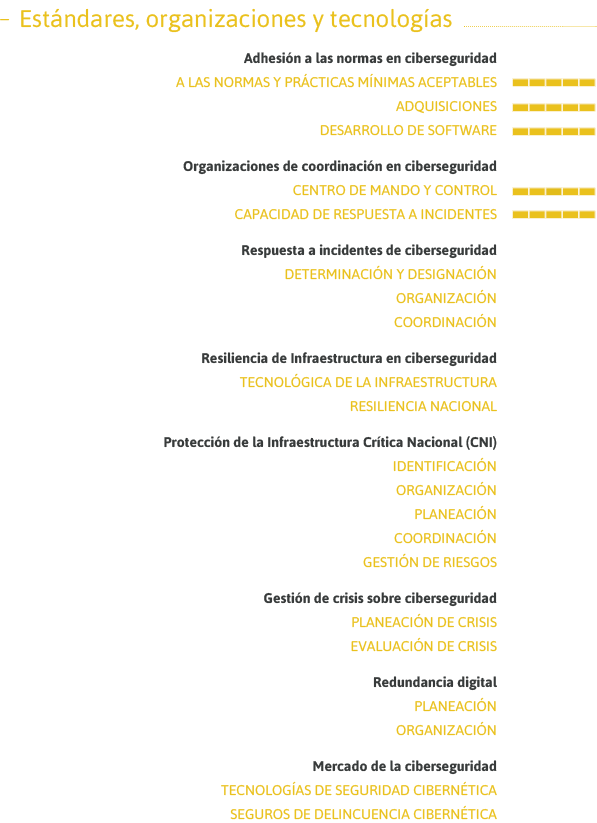 Estándares, organizaciones y tecnologías
Adhesión a las normas en ciberseguridad
A LAS NORMAS Y PRÁCTICAS MÍNIMAS ACEPTABLES
ADQUISICIONES
DESARROLLO DE SOFTWARE
Organizaciones de coordinación en ciberseguridad
CENTRO DE MANDO Y CONTROL
CAPACIDAD DE RESPUESTA A INCIDENTES
Respuesta a incidentes de ciberseguridad
DETERMINACIÓN Y DESIGNACIÓN
ORGANIZACIÓN
COORDINACIÓN
Resiliencia de Infraestructura en ciberseguridad
TECNOLÓGICA DE LA INFRAESTRUCTURA
RESILIENCIA NACIONAL
Protección de la Infraestructura Crítica Nacional (CNI)
IDENTIFICACIÓN
ORGANIZACIÓN
PLANEACIÓN
COORDINACIÓN
GESTIÓN DE RIESGOS
Gestión de crisis sobre ciberseguridad
PLANEACIÓN DE CRISIS
EVALUACIÓN DE CRISIS
Redundancia digital
PLANEACIÓN
ORGANIZACIÓN
Mercado de la ciberseguridad
TECNOLOGÍAS DE SEGURIDAD CIBERNÉTICA
SEGUROS DE DELINCUENCIA CIBERNÉTICA